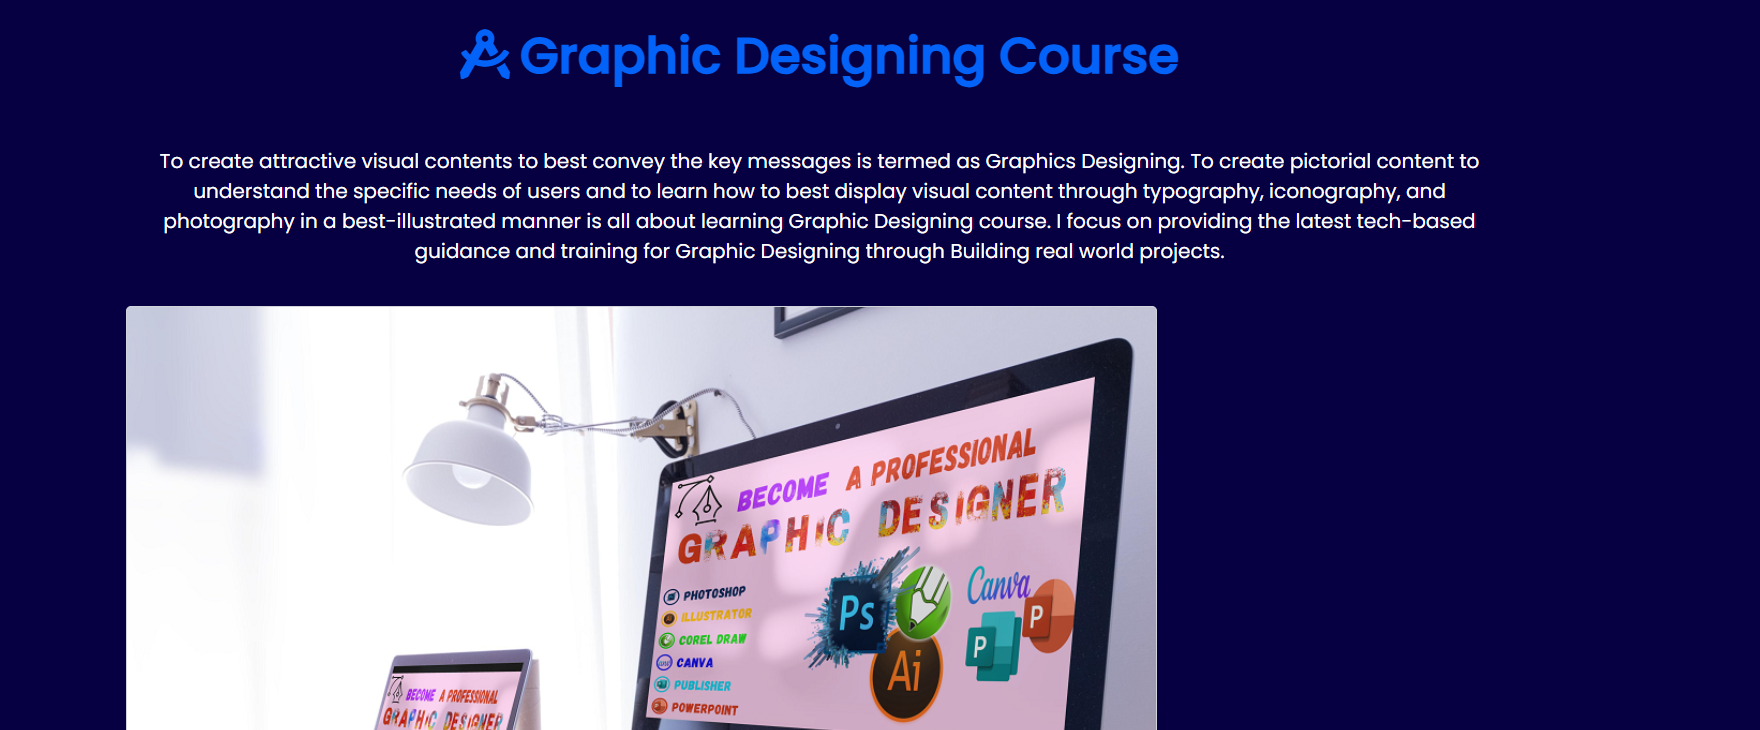 Graphic Designing Course
To create attractive visual contents to best convey the key messages is termed as Graphics Designing. To create pictorial content to
understand the specific needs of users and to learn how to best display visual content through typography, iconography, and
photography in a best-illustrated manner is all about learning Graphic Designing course. I focus on providing the latest tech-based
guidance and training for Graphic Designing through Building real world projects.
BECOME A PROFESSIONAL
GRAPHIC DESIGNER
PHOTOSHOP
ILLUSTRATOR
COREL DRAW
CANVA
PUBLISHER
POWERPOINT
Ps
Ai
Canva
P
P
BECOME A PROFESSIONAL
GRAPHIC DESIGNER